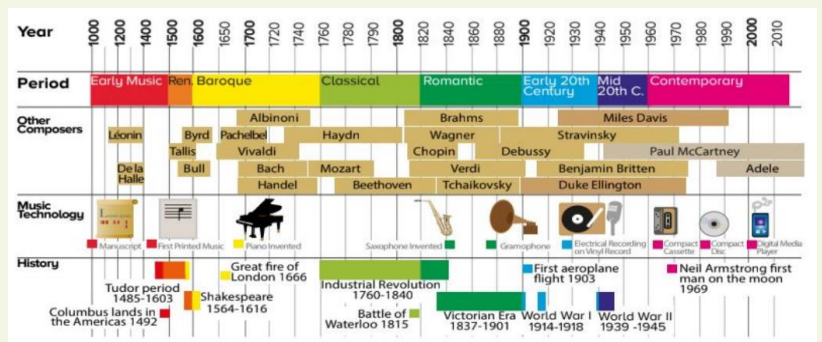 Year
1000 1200 1400 1500 1600 1650 1700 1720 1740 1760 1780 1790 1800 1820 1840 1860 1880 1900 1920 1930 1940 1950 1960 1970 1980 1990 2000 2010
Period
Early Music Ren. Baroque Classical Romantic Early 20th Century Mid 20th C. Contemporary
Other Composers
Albinoni Brahms Miles Davis
Léonin Byrd Pachelbel Haydn Wagner Stravinsky
Tallis Vivaldi Chopin Debussy Paul McCartney
De la Halle Bull Bach Mozart Verdi Benjamin Britten Adele
Handel Beethoven Tchaikovsky Duke Ellington
Music Technology
Manuscript First Printed Music Piano Invented Saxophone Invented Gramophone Electrical Recording on Vinyl Record Compact Cassette Compact Disc Digital Media Player
History
Tudor period
1485-1603
Columbus lands in
the Americas 1492
Great fire of
London 1666
Shakespeare
1564-1616
Industrial Revolution
1760-1840
Battle of
Waterloo 1815
Victorian Era
1837-1901
First aeroplane
flight 1903
World War I
1914-1918
World War II
1939 -1945
Neil Armstrong first
man on the moon
1969